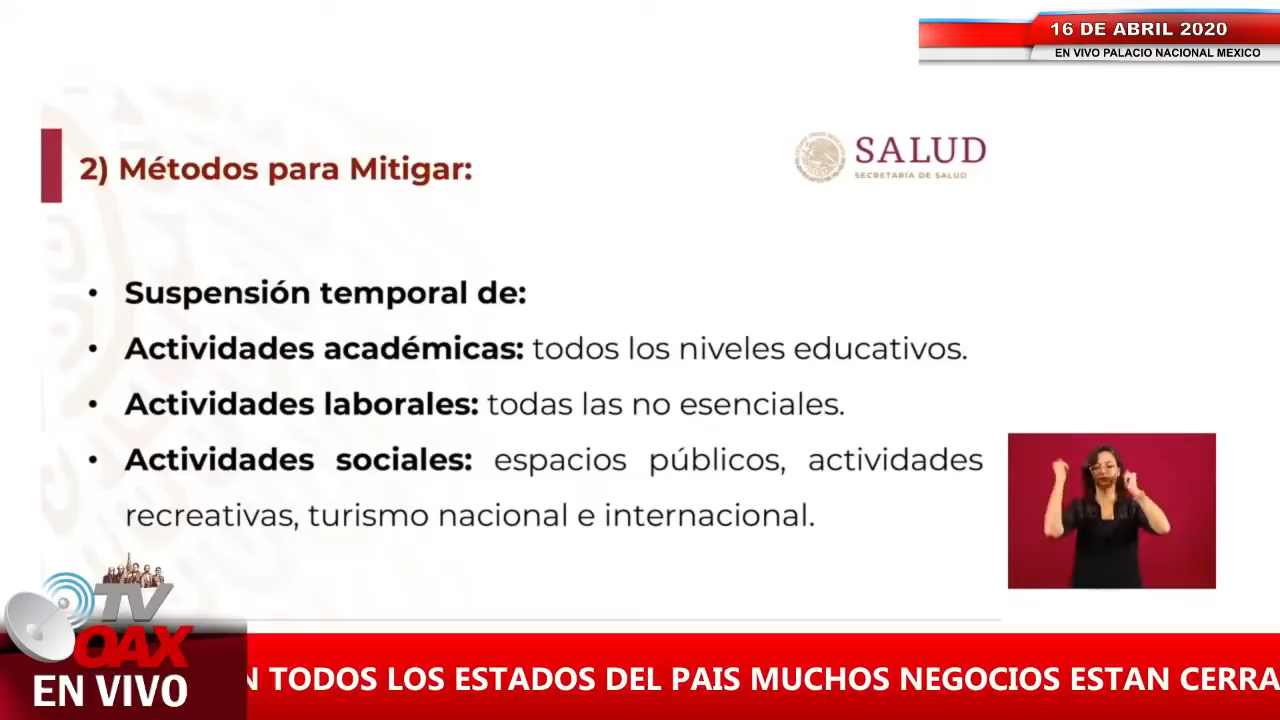 16 DE ABRIL 2020
EN VIVO PALACIO NACIONAL MEXICO
2) Métodos para Mitigar:
SALUD
SECRETARÍA DE SALUD
• Suspensión temporal de:
• Actividades académicas: todos los niveles educativos.
• Actividades laborales: todas las no esenciales.
• Actividades sociales: espacios públicos, actividades
recreativas, turismo nacional e internacional.
TV
OAX
EN VIVO
N TODOS LOS ESTADOS DEL PAIS MUCHOS NEGOCIOS ESTAN CERRA